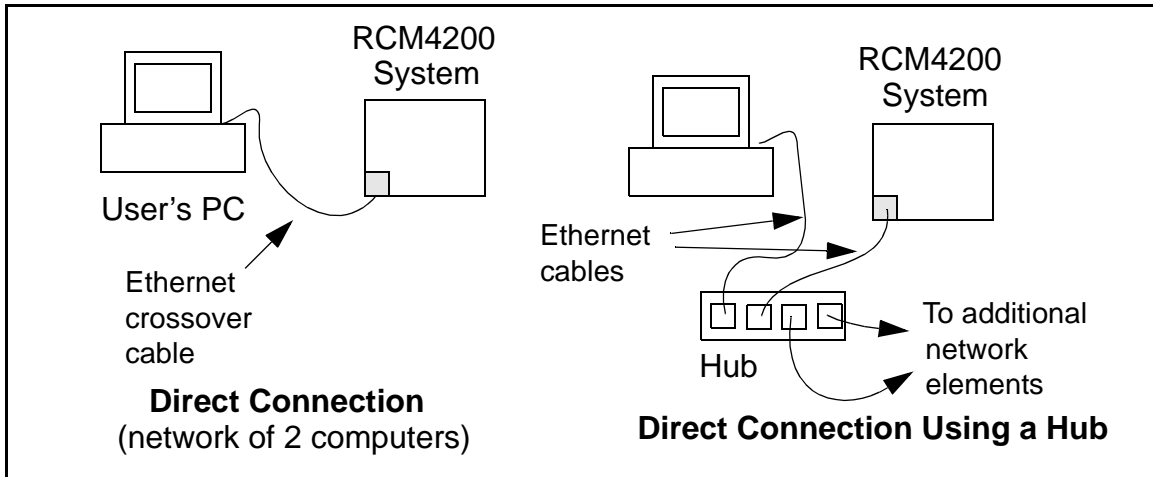 RCM4200
System
User's PC
Ethernet
crossover
cable
Direct Connection
(network of 2 computers)
RCM4200
System
Ethernet
cables
Hub
To additional
network
elements
Direct Connection Using a Hub